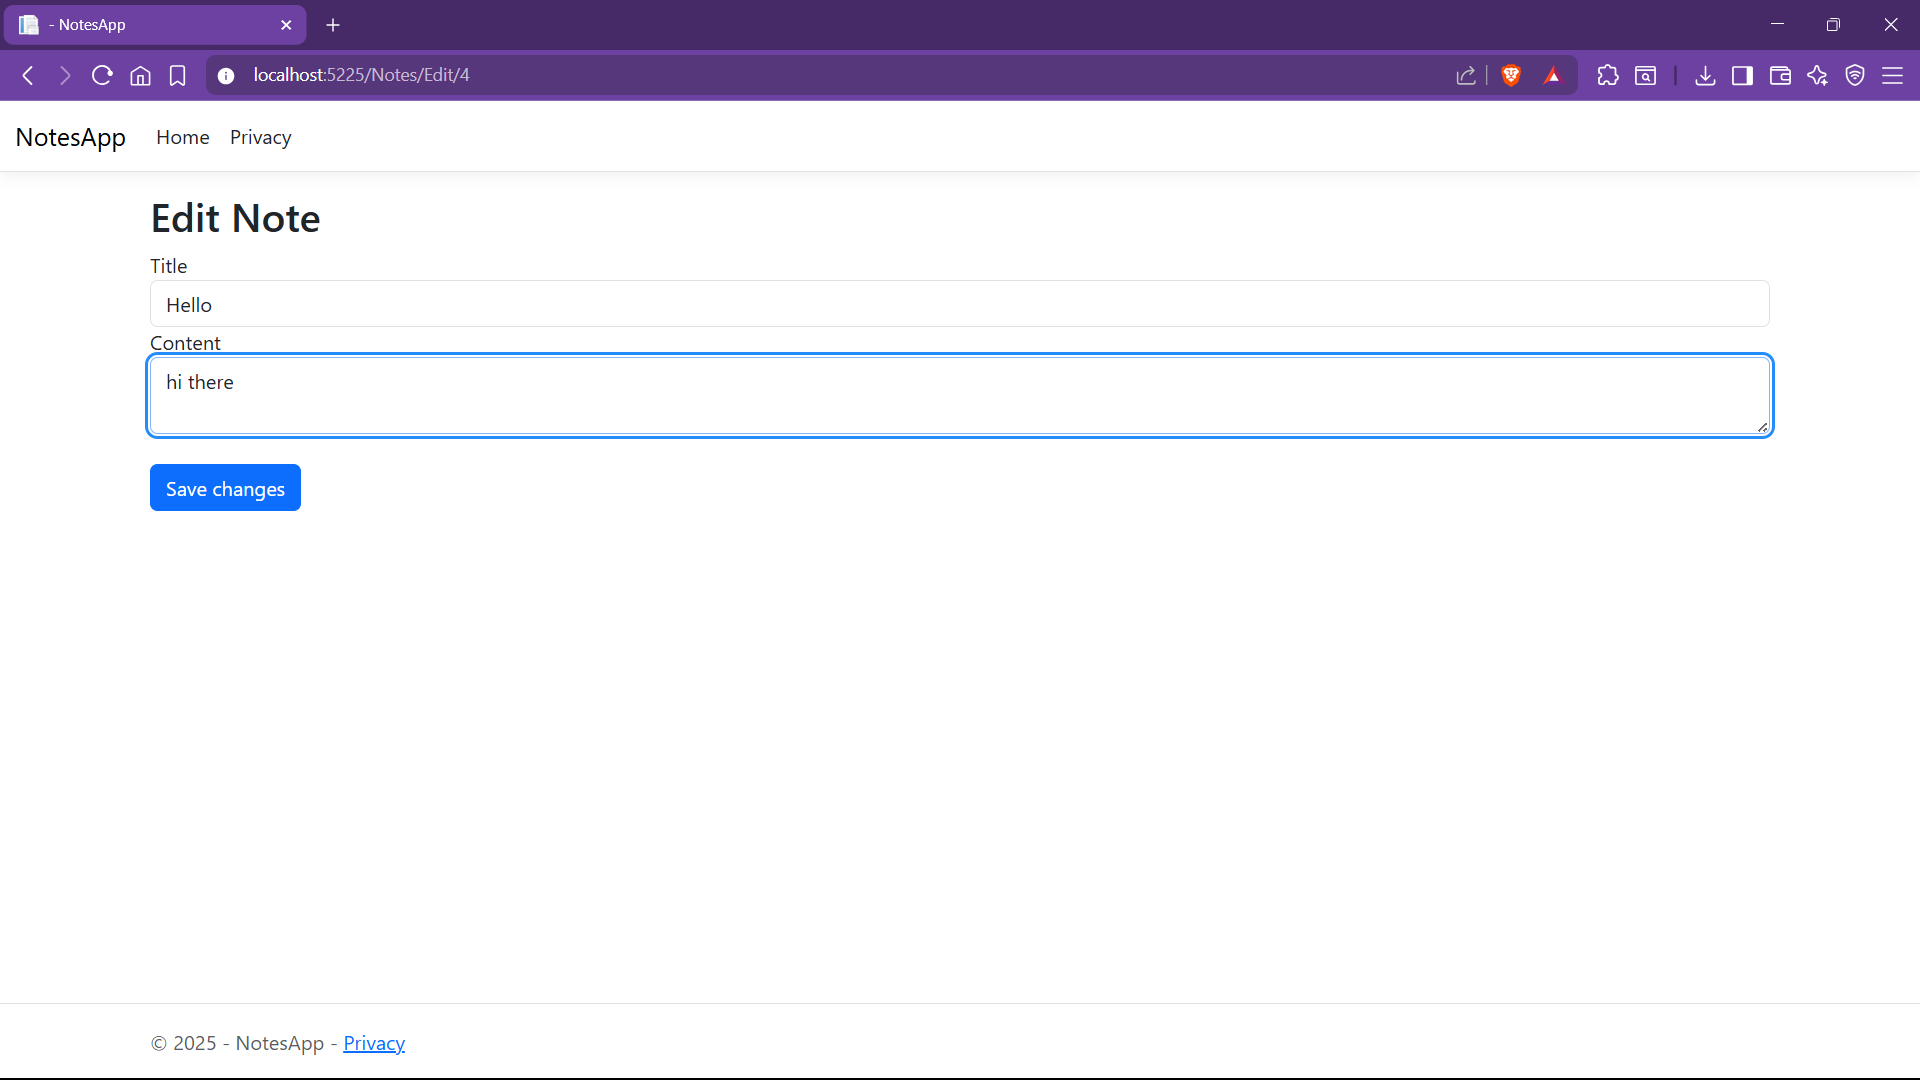 - NotesApp
localhost:5225/Notes/Edit/4
NotesApp Home Privacy
Edit Note
Title
Hello
Content
hi there
Save changes
© 2025 - NotesApp - Privacy